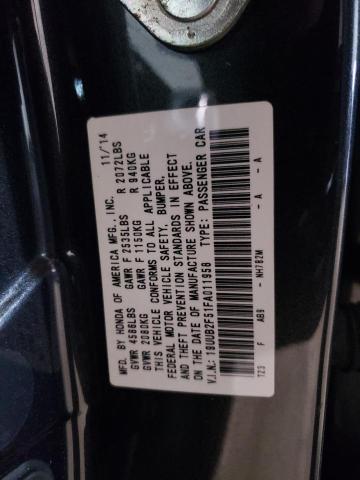 MFD. BY HONDA OF AMERICA MFG., INC. 11/'14
GVWR 4586LBS GAWR F 2535LBS R 2072LBS
GVWR 2080KG GAWR F 1150KG R 940KG
THIS VEHICLE CONFORMS TO ALL APPLICABLE
FEDERAL MOTOR VEHICLE SAFETY, BUMPER,
AND THEFT PREVENTION STANDARDS IN EFFECT
ON THE DATE OF MANUFACTURE SHOWN ABOVE.
V.I.N.: 19UUB2F51FA011958 TYPE: PASSENGER CAR
TZ3 F AB9 - NH782M - A - A